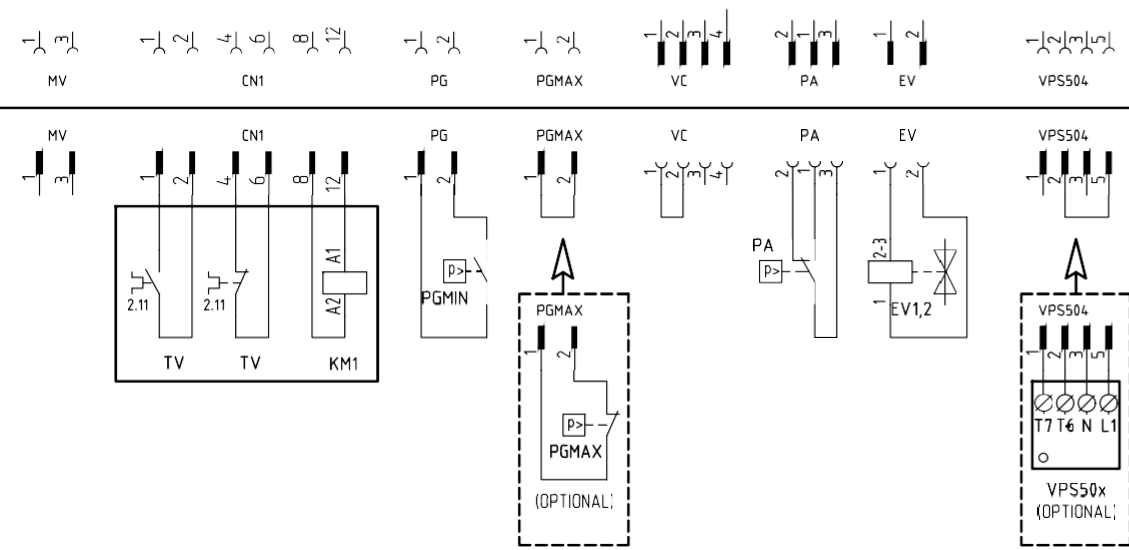 1 3 1 2 4 6 8 12 1 2 1 2 1 2 3 4 2 1 3 1 2 1 2 3 5
MV CN1 PG PGMAX VC PA EV VPS504
MV CN1 PG PGMAX VC PA EV VPS504
1 3 1 2 4 6 8 12 1 2 1 2 1 2 3 4 2 1 3 1 2 1 2 3 5
A1 PA 2-3
2.11 2.11 A2 P> P> 1
PGMIN EV1,2
PGMAX VPS504
TV TV KM1
1 2 1 2 3 5
P> T7 T6 N L1
PGMAX
(OPTIONAL)
VPS50x
(OPTIONAL)